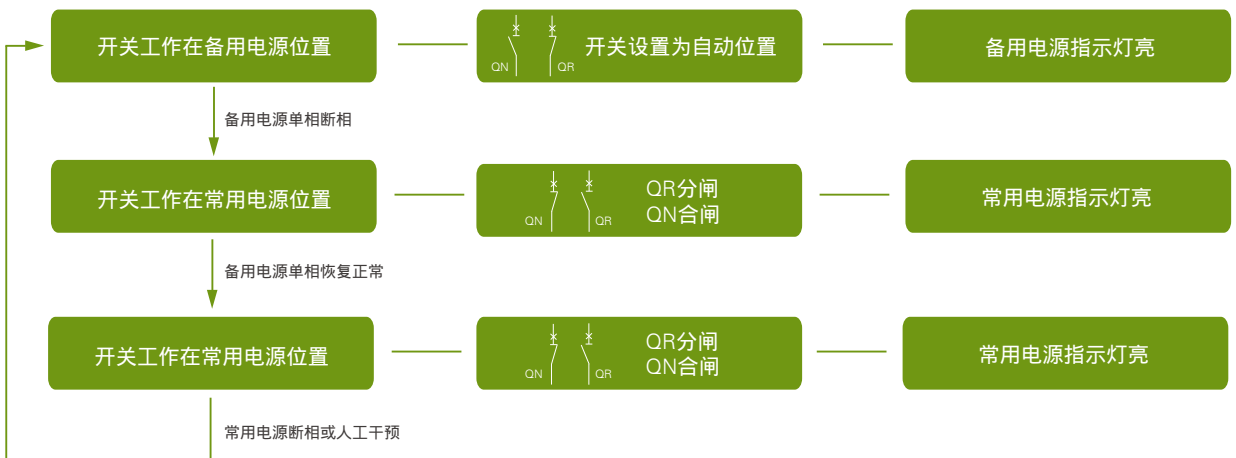 开关工作在备用电源位置
QN
QR
开关设置为自动位置
备用电源指示灯亮
备用电源单相断相
开关工作在常用电源位置
QN
QR
QR分闸
QN合闸
常用电源指示灯亮
备用电源单相恢复正常
开关工作在常用电源位置
QN
QR
QR分闸
QN合闸
常用电源指示灯亮
常用电源断相或人工干预